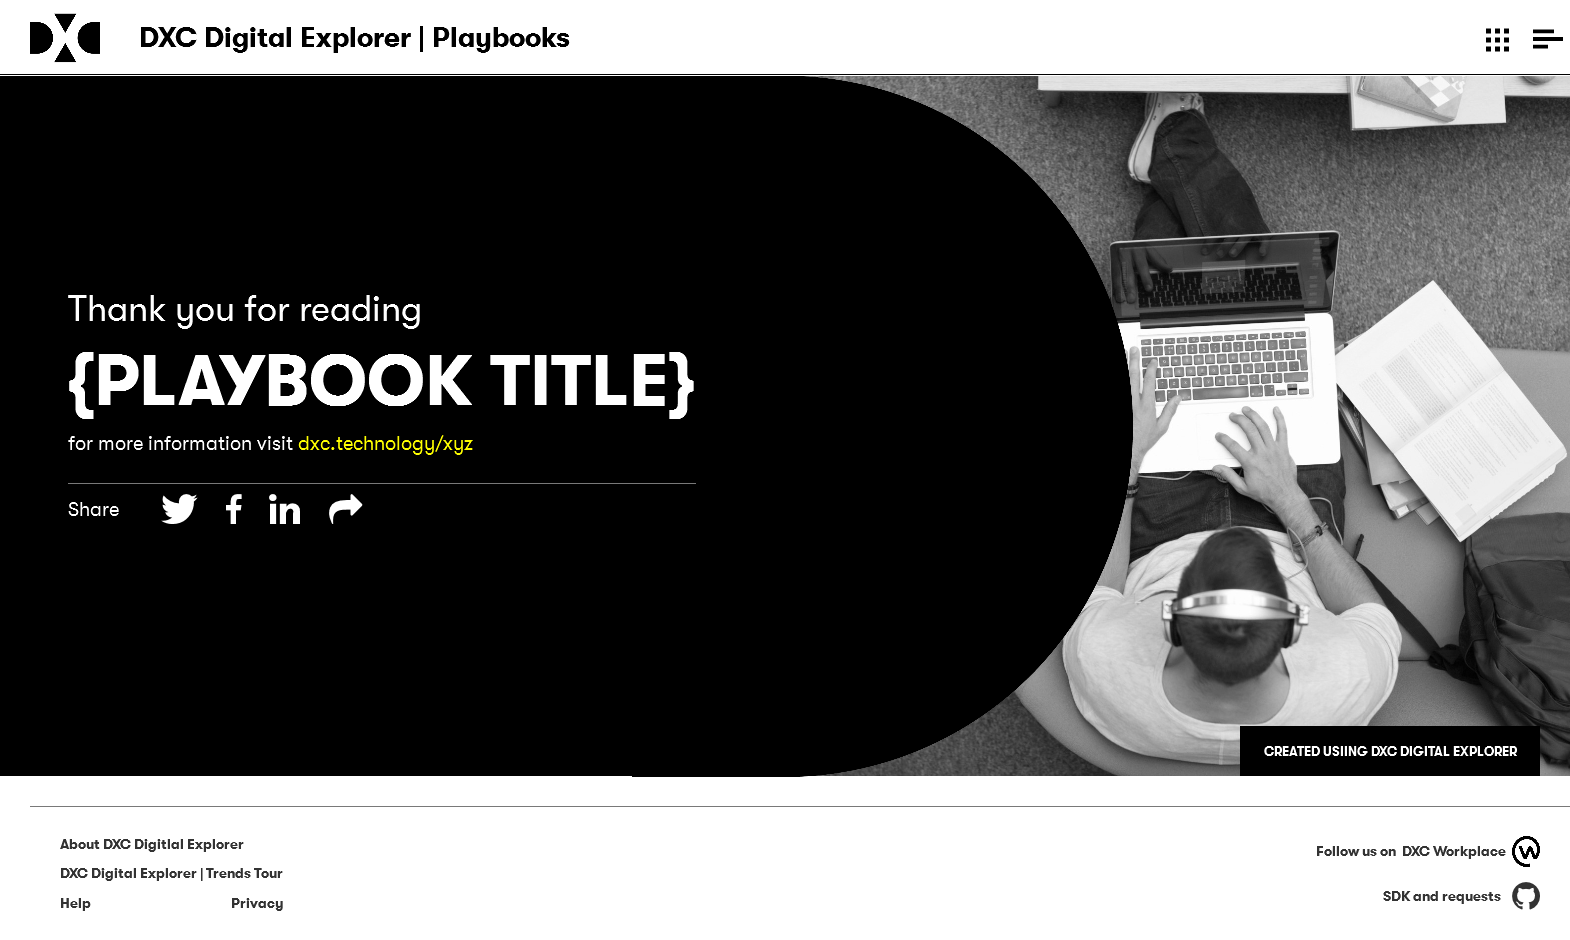 DXC
DXC Digital Explorer | Playbooks
Thank you for reading
{PLAYBOOK TITLE}
for more information visit dxc.technology/xyz
Share
CREATED USIING DXC DIGITAL EXPLORER
About DXC Digitlal Explorer
DXC Digital Explorer | Trends Tour
Help Privacy
Follow us on DXC Workplace
SDK and requests